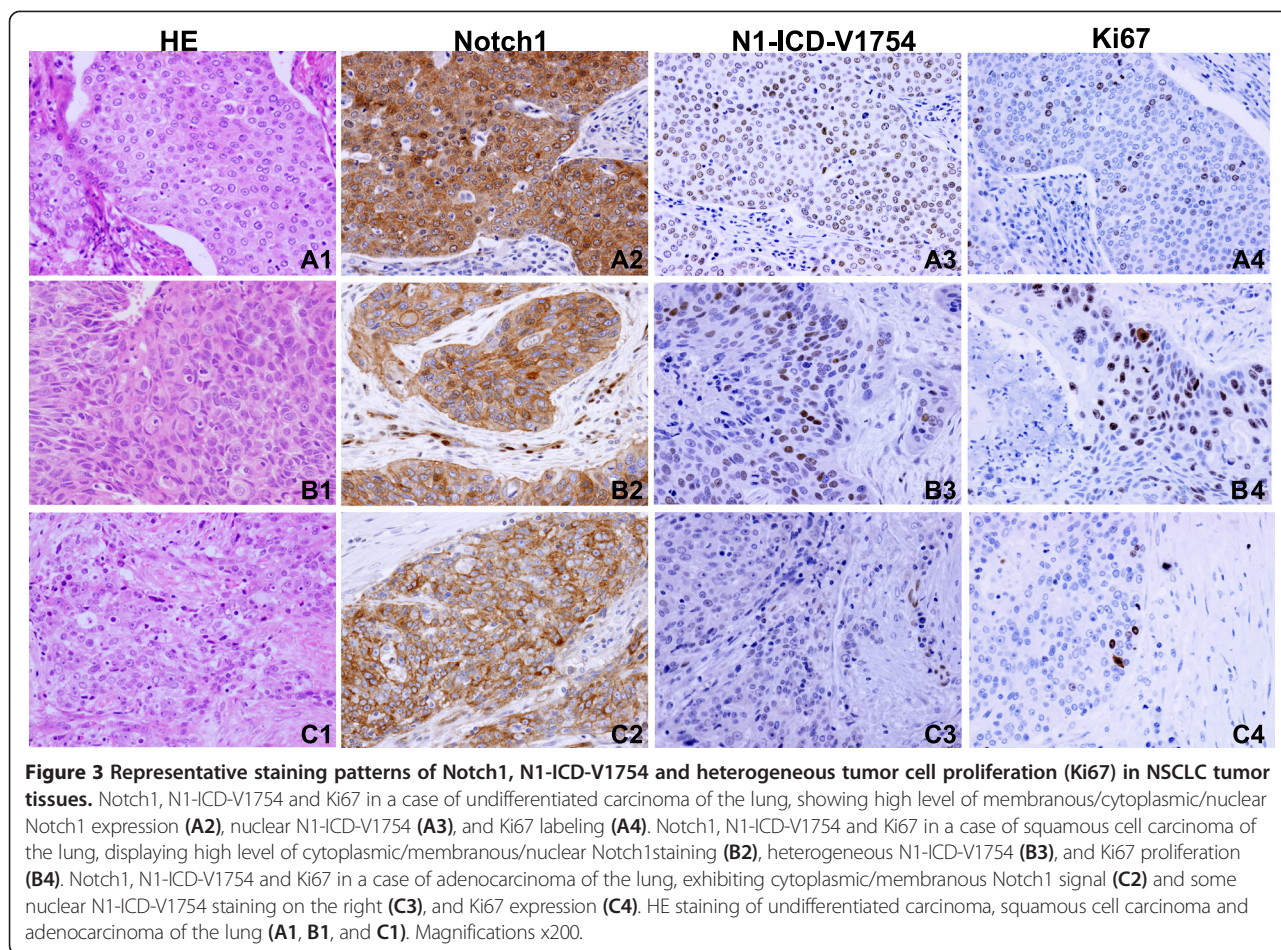 HE Notch1 N1-ICD-V1754 Ki67
A1 A2 A3 A4
B1 B2 B3 B4
C1 C2 C3 C4
Figure 3 Representative staining patterns of Notch1, N1-ICD-V1754 and heterogeneous tumor cell proliferation (Ki67) in NSCLC tumor
tissues. Notch1, N1-ICD-V1754 and Ki67 in a case of undifferentiated carcinoma of the lung, showing high level of membranous/cytoplasmic/nuclear
Notch1 expression (A2), nuclear N1-ICD-V1754 (A3), and Ki67 labeling (A4). Notch1, N1-ICD-V1754 and Ki67 in a case of squamous cell carcinoma of
the lung, displaying high level of cytoplasmic/membranous/nuclear Notch1staining (B2), heterogeneous N1-ICD-V1754 (B3), and Ki67 proliferation
(B4). Notch1, N1-ICD-V1754 and Ki67 in a case of adenocarcinoma of the lung, exhibiting cytoplasmic/membranous Notch1 signal (C2) and some
nuclear N1-ICD-V1754 staining on the right (C3), and Ki67 expression (C4). HE staining of undifferentiated carcinoma, squamous cell carcinoma and
adenocarcinoma of the lung (A1, B1, and C1). Magnifications x200.